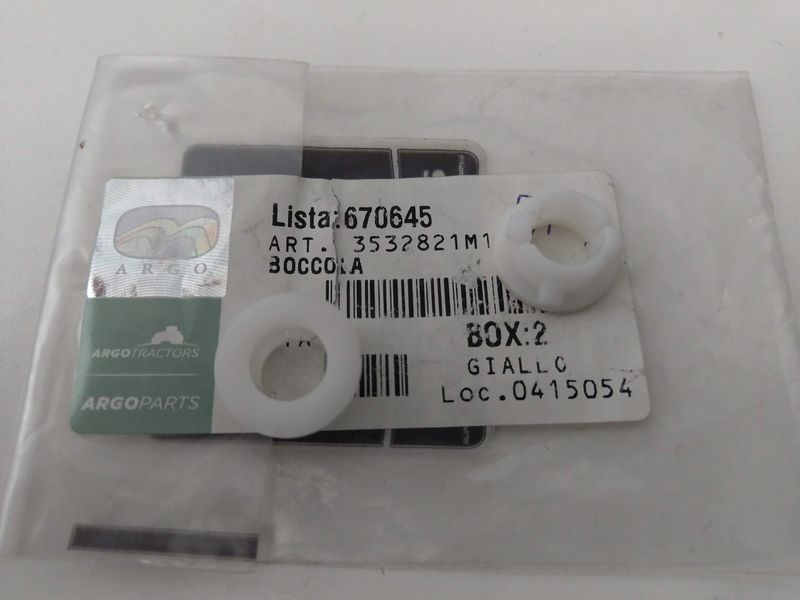 Lista:670645
ART. 3532821M1
BOCCOLA
ARGO
ARGOTRACTORS
BOX:2
GIALLO
ARGOPARTS
Loc.0415054